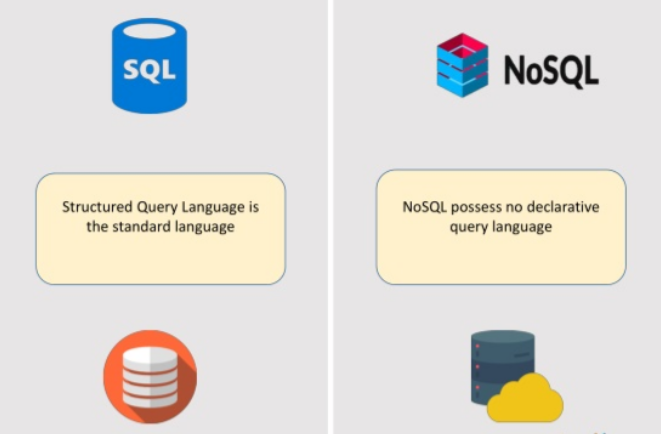 SQL
NoSQL
Structured Query Language is
the standard language
NoSQL possess no declarative
query language